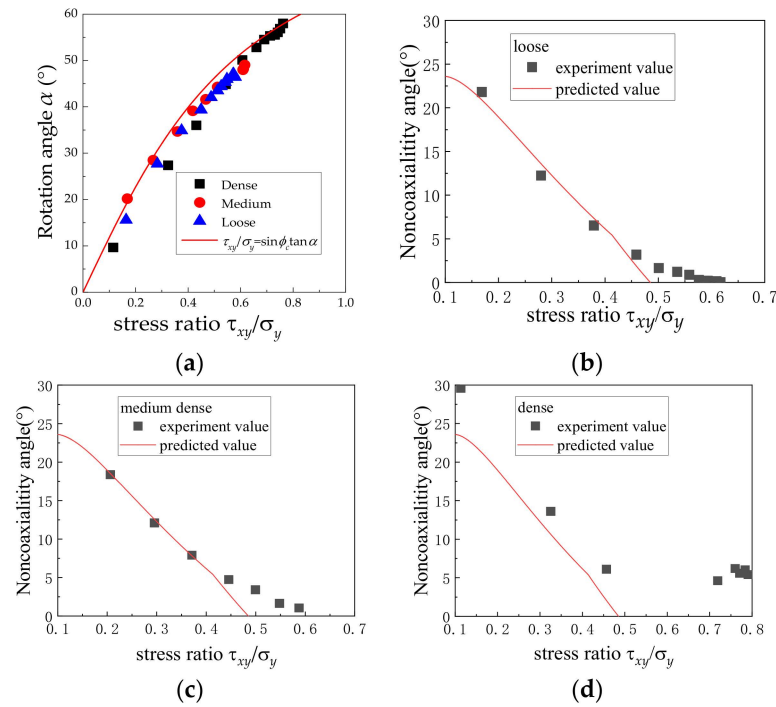 60
50
40
30
20
10
0
Rotation angle α (°)
Dense
Medium
Loose
τxy/σy=sinϕc tanα
0.0 0.2 0.4 0.6 0.8 1.0
stress ratio τxy/σy
(a)
30
25
20
15
10
5
0
Noncoaxialitity angle(°)
loose
experiment value
predicted value
0.1 0.2 0.3 0.4 0.5 0.6 0.7
stress ratio τxy/σy
(b)
30
25
20
15
10
5
0
Noncoaxialitity angle(°)
medium dense
experiment value
predicted value
0.1 0.2 0.3 0.4 0.5 0.6 0.7
stress ratio τxy/σy
(c)
30
25
20
15
10
5
0
Noncoaxialitity angle(°)
dense
experiment value
predicted value
0.1 0.2 0.3 0.4 0.5 0.6 0.7 0.8
stress ratio τxy/σy
(d)